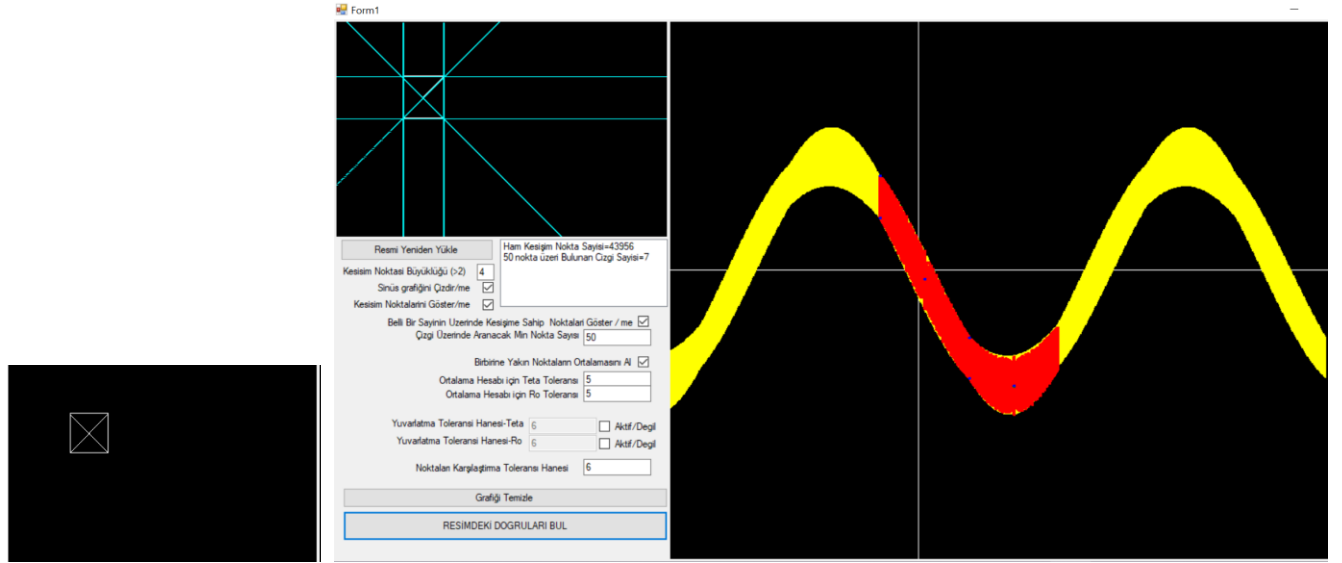 Form1
Resmi Yeniden Yükle
Ham Kesişim Nokta Sayisi=43956
50 nokta üzeri Bulunan Cizgi Sayisi=7
Kesisim Noktasi Büyüklüğü (>2) 4
Sinüs grafiğini Çizdir/me
Kesisim Noktalarini Göster/me
Belli Bir Sayinin Uzerinde Kesişime Sahip Noktalari Göster / me
Çizgi Üzerinde Aranacak Min Nokta Sayısı 50
Birbirine Yakın Noktaların Ortalamasını Al
Ortalama Hesabı için Teta Toleransı 5
Ortalama Hesabı için Ro Toleransı 5
Yuvarlatma Toleransi Hanesi-Teta 6 Aktif/Degil
Yuvarlatma Toleransi Hanesi-Ro 6 Aktif/Degil
Noktaları Karşılaştirma Toleransı Hanesi 6
Grafiği Temizle
RESİMDEKİ DOGRULARI BUL